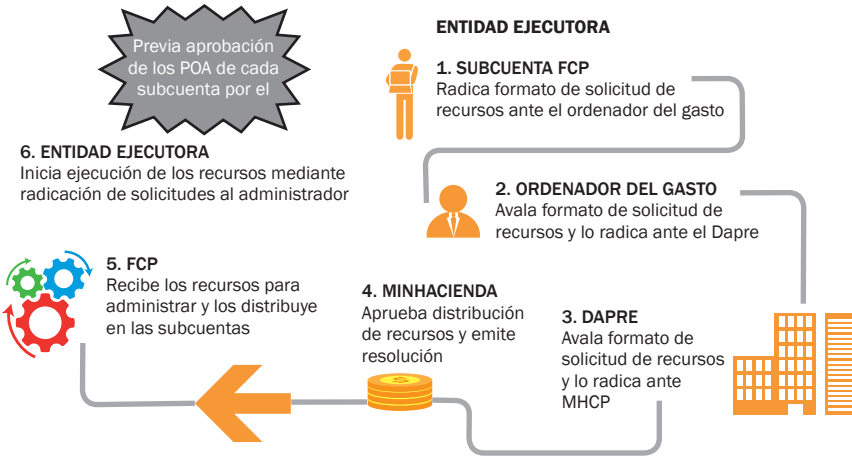 Previa aprobación
de los POA de cada
subcuenta por el
ENTIDAD EJECUTORA
1. SUBCUENTA FCP
Radica formato de solicitud de
recursos ante el ordenador del gasto
2. ORDENADOR DEL GASTO
Avala formato de solicitud de
recursos y lo radica ante el Dapre
3. DAPRE
Avala formato de
solicitud de recursos
y lo radica ante
MHCP
4. MINHACIENDA
Aprueba distribución
de recursos y emite
resolución
5. FCP
Recibe los recursos para
administrar y los distribuye
en las subcuentas
6. ENTIDAD EJECUTORA
Inicia ejecución de los recursos mediante
radicación de solicitudes al administrador
$